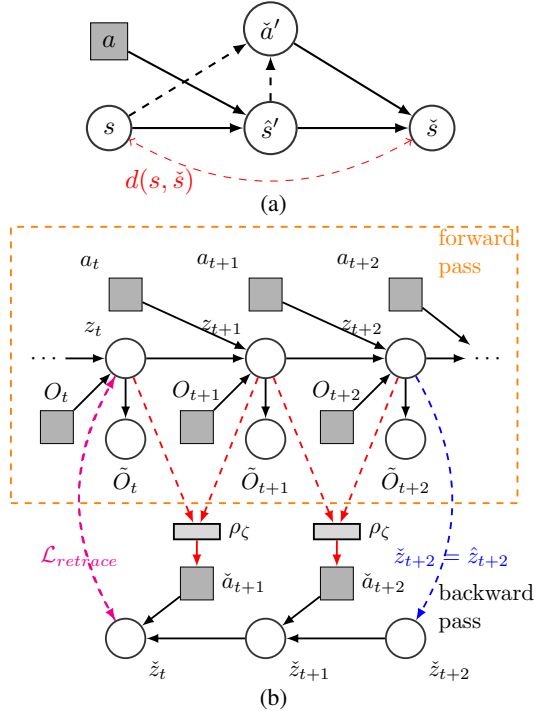 a
ǎ′
s
ŝ′
š
d(s, š)
(a)
forward
pass
a_t
a_{t+1}
a_{t+2}
z_t
z_{t+1}
z_{t+2}
· · ·
· · ·
O_t
O_{t+1}
O_{t+2}
Õ_t
Õ_{t+1}
Õ_{t+2}
ρ_ζ
ρ_ζ
ℒ_{retrace}
ž_{t+2} = ẑ_{t+2}
ǎ_{t+1}
ǎ_{t+2}
backward
pass
ž_t
ž_{t+1}
ž_{t+2}
(b)